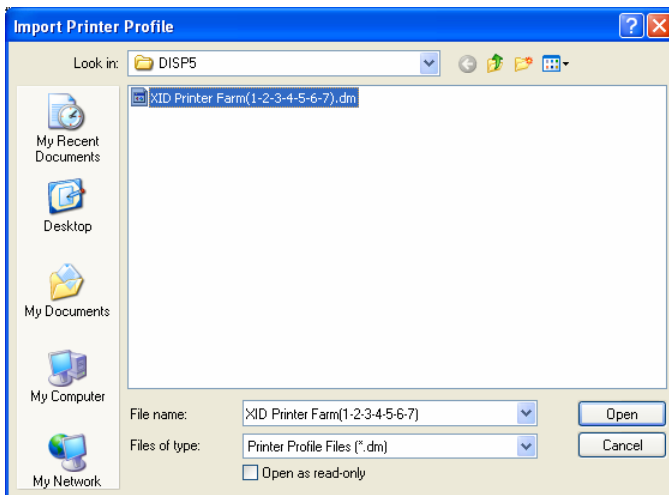 Import Printer Profile
Look in: DISP5
XID Printer Farm(1-2-3-4-5-6-7).dm
My Recent
Documents
Desktop
My Documents
My Computer
My Network
File name: XID Printer Farm(1-2-3-4-5-6-7) Open
Files of type: Printer Profile Files (*.dm) Cancel
Open as read-only